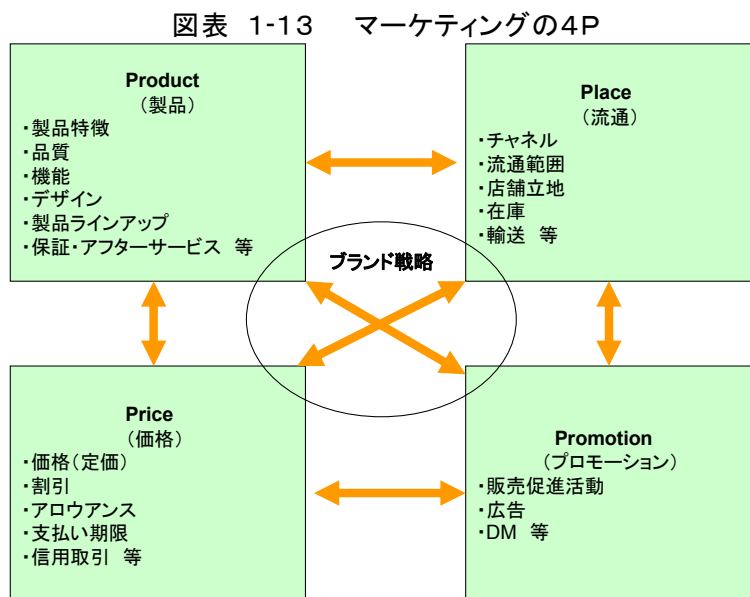 図表 1-13 マーケティングの4P
Product
（製品）
・製品特徴
・品質
・機能
・デザイン
・製品ラインアップ
・保証・アフターサービス 等
Place
（流通）
・チャネル
・流通範囲
・店舗立地
・在庫
・輸送 等
ブランド戦略
Price
（価格）
・価格（定価）
・割引
・アロウアンス
・支払い期限
・信用取引 等
Promotion
（プロモーション）
・販売促進活動
・広告
・DM 等